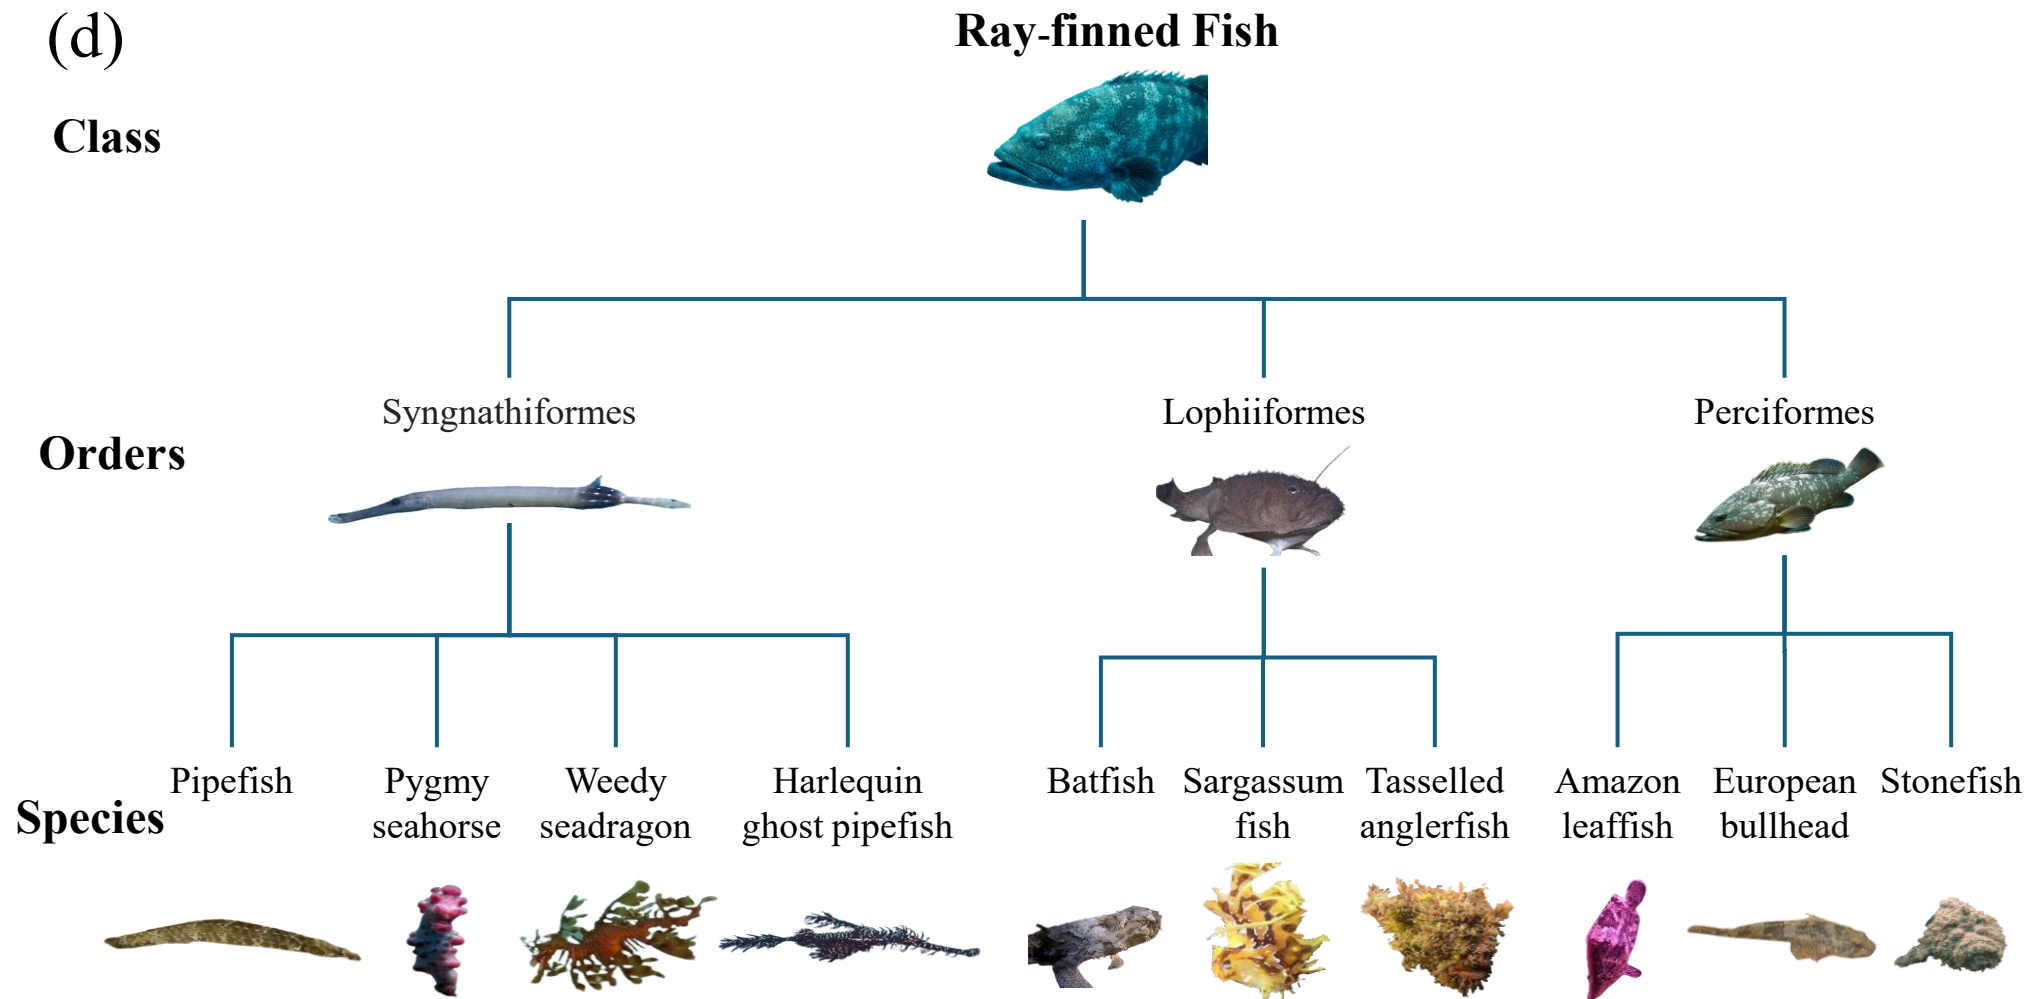 (d)
Ray-finned Fish
Class
Syngnathiformes
Lophiiformes
Perciformes
Orders
Pipefish
Pygmy
seahorse
Weedy
seadragon
Harlequin
ghost pipefish
Batfish
Sargassum
fish
Tasselled
anglerfish
Amazon
leaffish
European
bullhead
Stonefish
Species